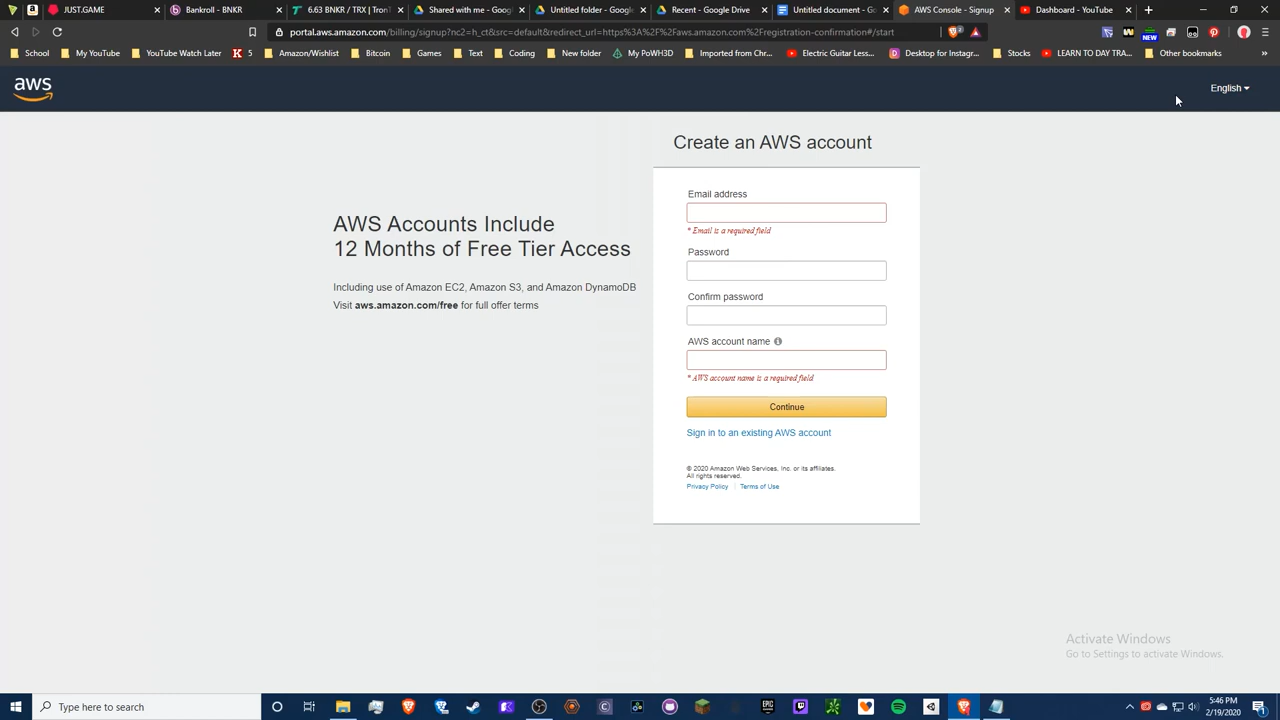 JUST.GAME
Bankroll - BNKR
6.63 BNKR / TRX | Tron
Shared with me - Google
Untitled folder - Google
Recent - Google Drive
Untitled document - Go
AWS Console - Signup
Dashboard - YouTube
portal.aws.amazon.com/billing/signup?nc2=h_ct&src=default&redirect_url=https%3A%2F%2Faws.amazon.com%2Fregistration-confirmation#/start
School
My YouTube
YouTube Watch Later
5
Amazon/Wishlist
Bitcoin
Games
Coding
New folder
My PoWH3D
Imported From Chr...
Electric Guitar Less...
Desktop for Instag...
Stocks
LEARN TO DAY TRA...
Other bookmarks
NEW
aws
English
Create an AWS account
AWS Accounts Include
12 Months of Free Tier Access
Including use of Amazon EC2, Amazon S3, and Amazon DynamoDB
Visit aws.amazon.com/free for full offer terms
Email address
* Email is a required field
Password
Confirm password
AWS account name
* AWS account name is a required field
Continue
Sign in to an existing AWS account
© 2020 Amazon Web Services, Inc. or its affiliates.
All rights reserved.
Privacy Policy | Terms of Use
Activate Windows
Go to Settings to activate Windows.
Type here to search
5:46 PM
2/19/2020